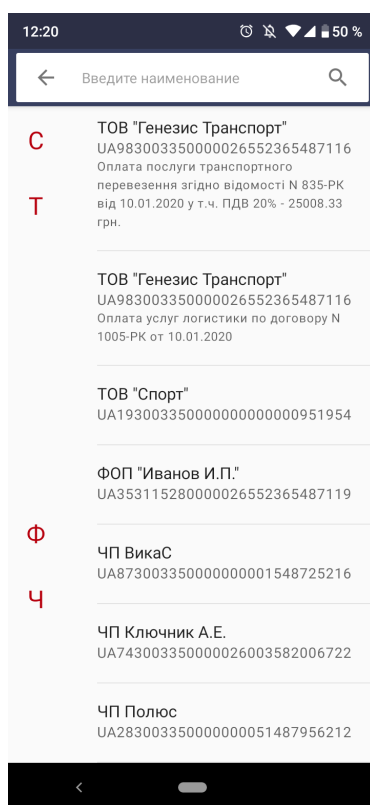 12:20
50 %
Введите наименование
С
ТОВ "Генезис Транспорт"
UA983003350000026552365487116
Оплата послуги транспортного
перевезення згідно відомості N 835-РК
від 10.01.2020 у т.ч. ПДВ 20% - 25008.33
грн.
Т
ТОВ "Генезис Транспорт"
UA983003350000026552365487116
Оплата услуг логистики по договору N
1005-РК от 10.01.2020
ТОВ "Спорт"
UA193003350000000000000951954
ФОП "Иванов И.П."
UA353115280000026552365487119
Ф
ЧП ВикаС
UA873003350000000001548725216
Ч
ЧП Ключник А.Е.
UA743003350000026003582006722
ЧП Полюс
UA283003350000000051487956212